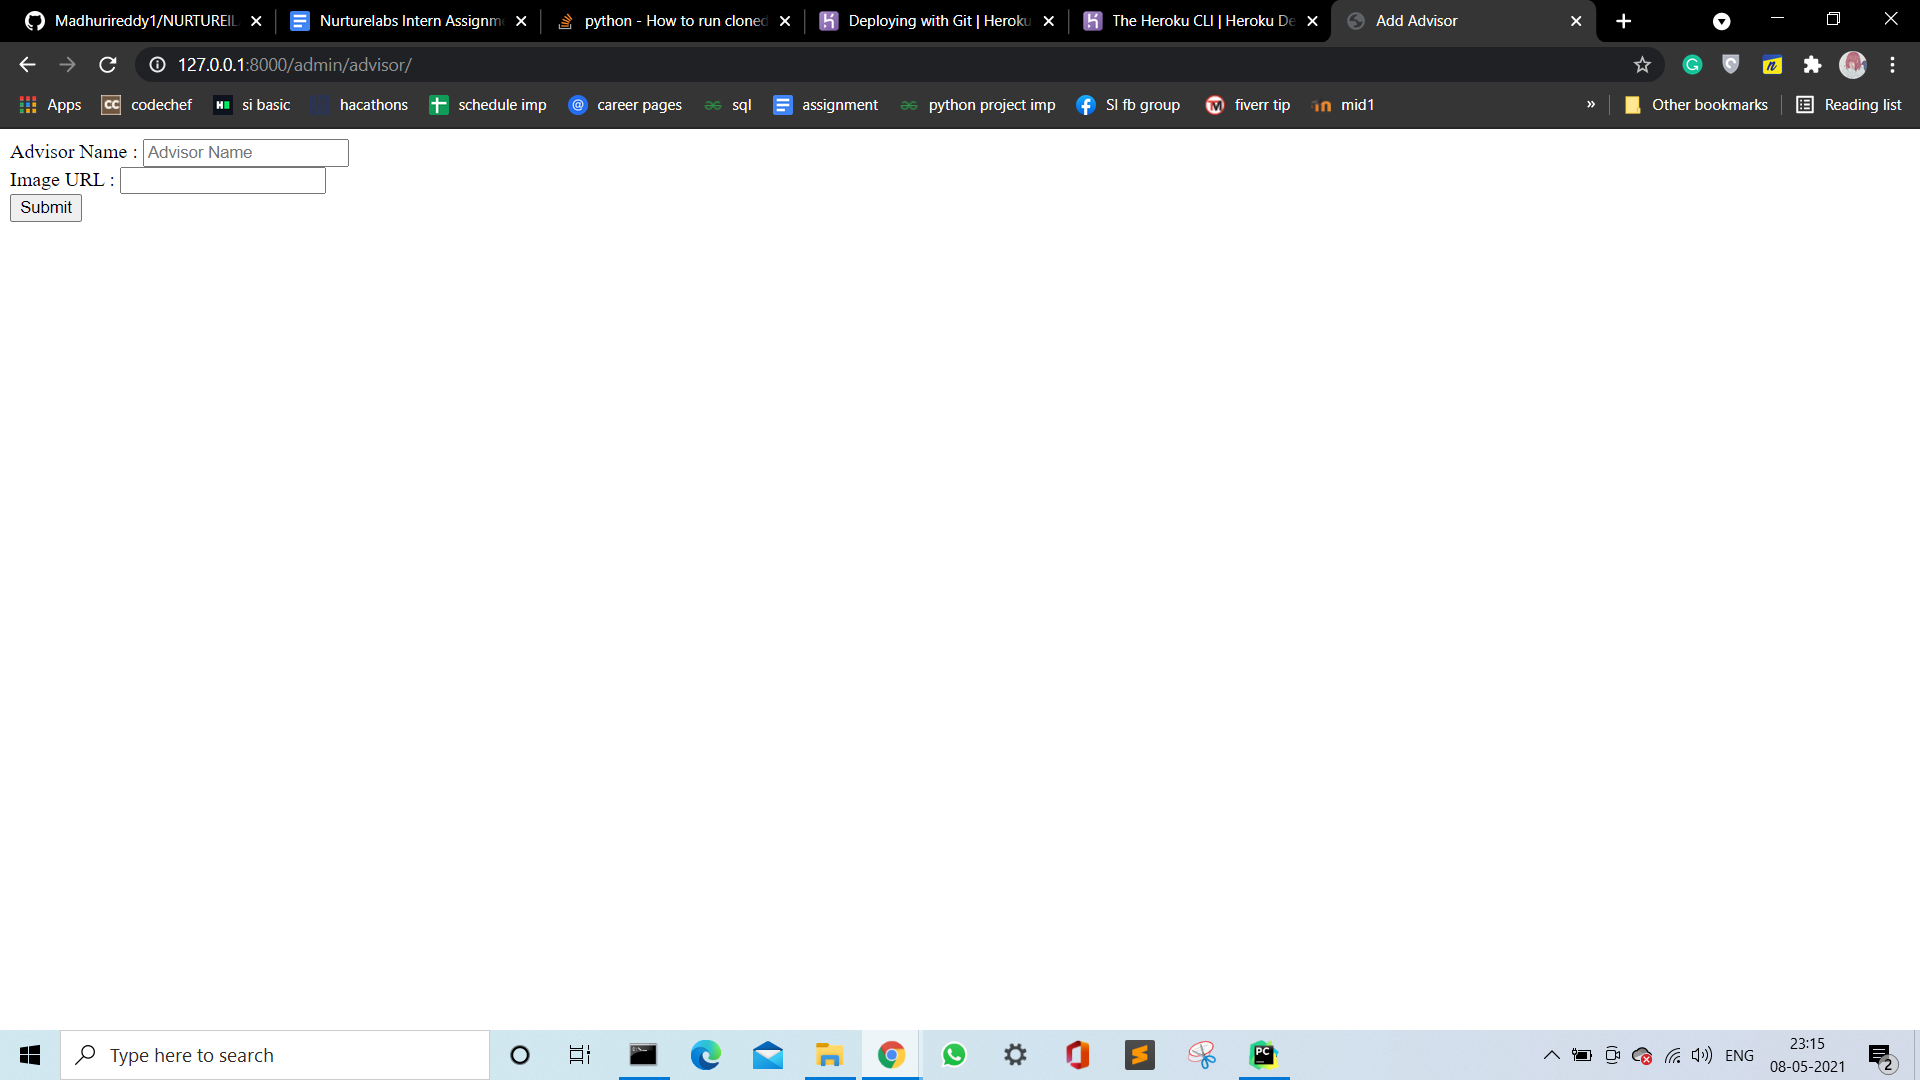 Madhurireddy1/NURTUREIL
Nurturelabs Intern Assignm
python - How to run cloned
Deploying with Git | Heroku
The Heroku CLI | Heroku De
Add Advisor
127.0.0.1:8000/admin/advisor/
Apps
CC codechef
si basic
hacathons
schedule imp
career pages
sql
assignment
python project imp
SI fb group
fiverr tip
mid1
»
Other bookmarks
Reading list
Advisor Name : Advisor Name
Image URL :
Submit
Type here to search
PC
ENG
23:15
08-05-2021
2